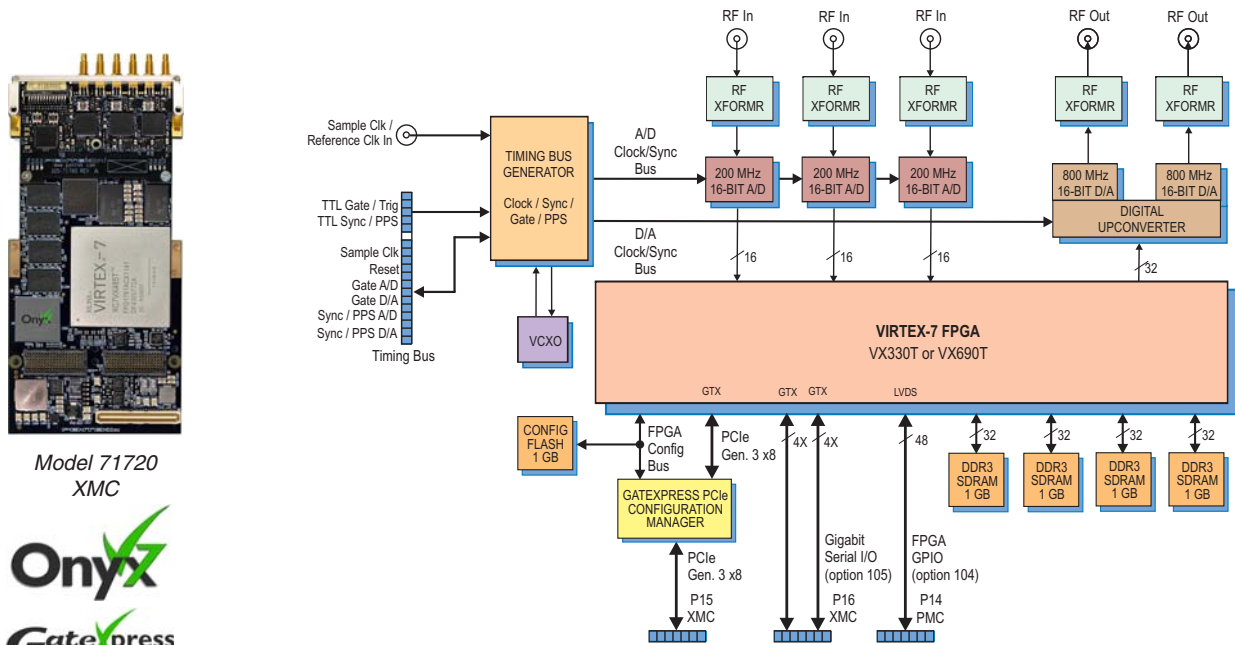 RF In
RF In
RF In
RF Out
RF Out
RF XFORMR
RF XFORMR
RF XFORMR
RF XFORMR
RF XFORMR
Sample Clk /
Reference Clk In
TIMING BUS
GENERATOR
Clock / Sync /
Gate / PPS
A/D
Clock/Sync
Bus
200 MHz
16-BIT A/D
200 MHz
16-BIT A/D
200 MHz
16-BIT A/D
800 MHz
16-BIT D/A
800 MHz
16-BIT D/A
DIGITAL
UPCONVERTER
TTL Gate / Trig
TTL Sync / PPS
Sample Clk
Reset
Gate A/D
Gate D/A
Sync / PPS A/D
Sync / PPS D/A
Timing Bus
D/A
Clock/Sync
Bus
16
16
16
32
VCXO
VIRTEX-7 FPGA
VX330T or VX690T
GTX
GTX
GTX
LVDS
VIRTEX-7
Onyx
Model 71720
XMC
Onyx7
GateXpress
CONFIG
FLASH
1 GB
FPGA
Config
Bus
PCIe
Gen. 3 x8
4X
4X
48
32
32
32
32
DDR3
SDRAM
1 GB
DDR3
SDRAM
1 GB
DDR3
SDRAM
1 GB
DDR3
SDRAM
1 GB
GATEXPRESS PCIe
CONFIGURATION
MANAGER
PCIe
Gen. 3 x8
Gigabit
Serial I/O
(option 105)
FPGA
GPIO
(option 104)
P15
XMC
P16
XMC
P14
PMC